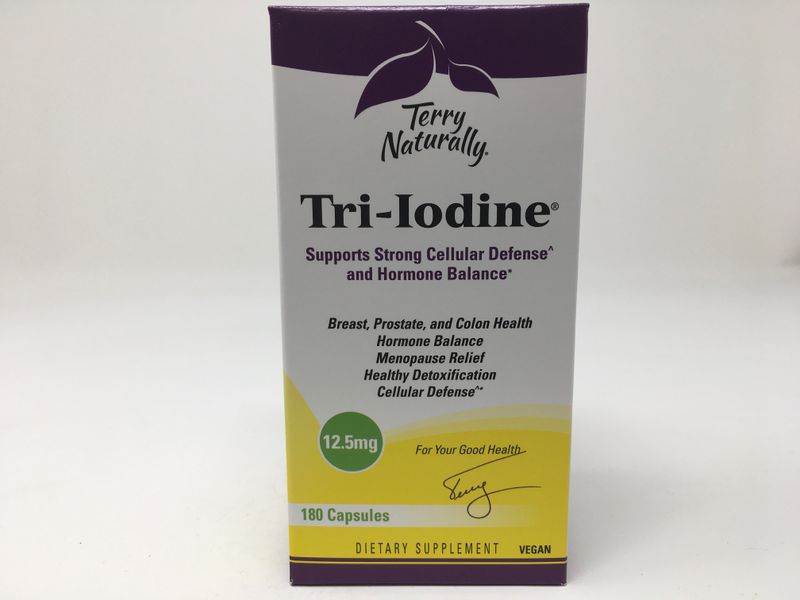 Terry
Naturally.
Tri-Iodine®
Supports Strong Cellular Defense^
and Hormone Balance*
Breast, Prostate, and Colon Health
Hormone Balance
Menopause Relief
Healthy Detoxification
Cellular Defense^*
12.5mg
For Your Good Health
Terry
180 Capsules
DIETARY SUPPLEMENT VEGAN